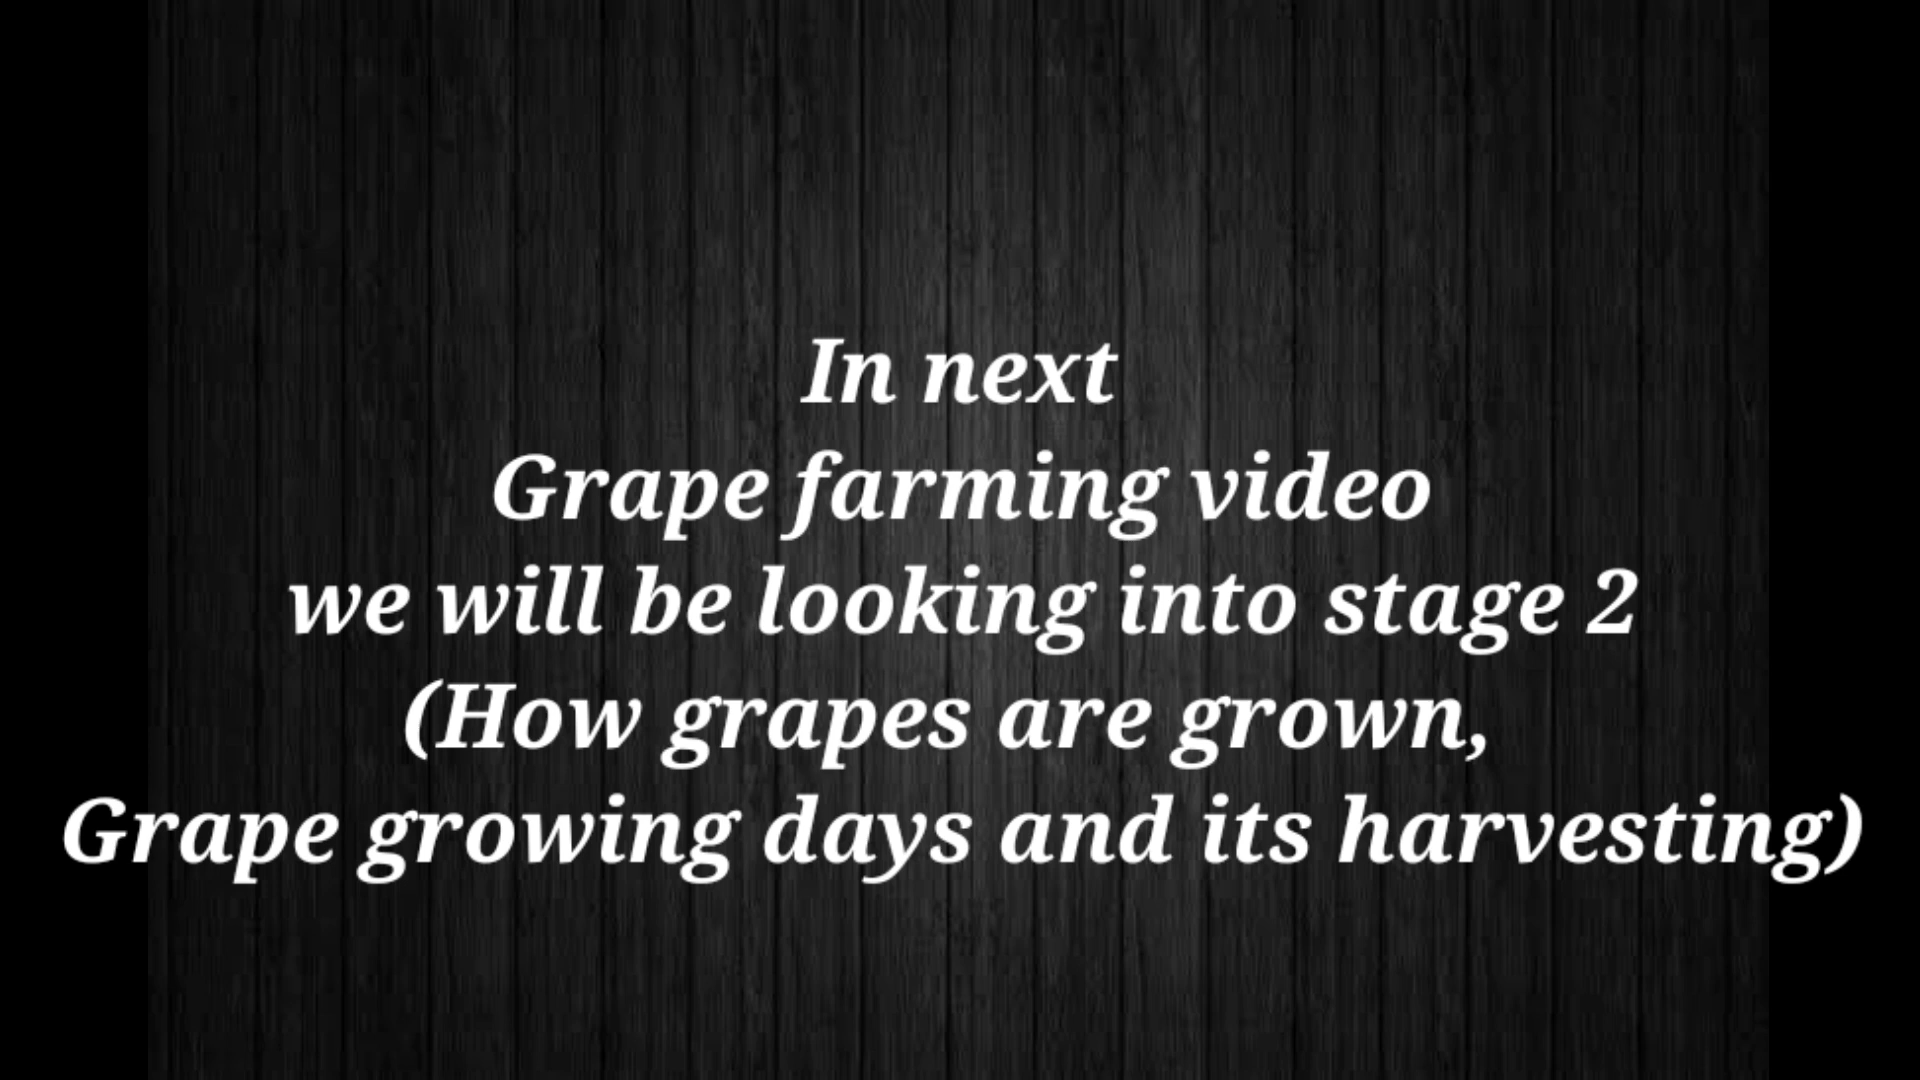 In next
Grape farming video
we will be looking into stage 2
(How grapes are grown,
Grape growing days and its harvesting)